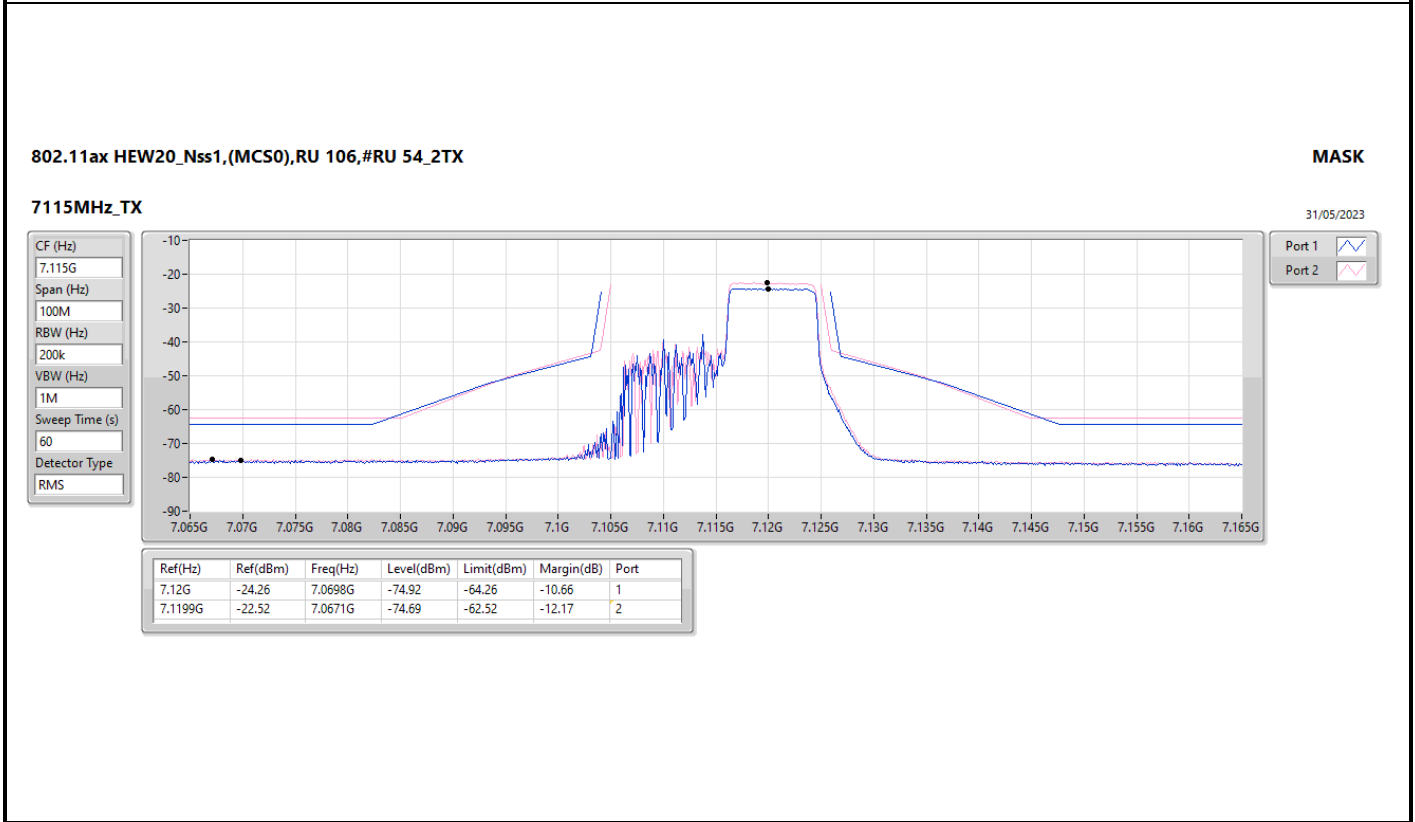 802.11ax HEW20_Nss1,(MCS0),RU 106,#RU 54_2TX
MASK
7115MHz_TX
31/05/2023
CF (Hz)
7.115G
Span (Hz)
100M
RBW (Hz)
200k
VBW (Hz)
1M
Sweep Time (s)
60
Detector Type
RMS
-10
-20
-30
-40
-50
-60
-70
-80
-90
7.065G 7.07G 7.075G 7.08G 7.085G 7.09G 7.095G 7.1G 7.105G 7.11G 7.115G 7.12G 7.125G 7.13G 7.135G 7.14G 7.145G 7.15G 7.155G 7.16G 7.165G
Port 1
Port 2
Ref(Hz) Ref(dBm) Freq(Hz) Level(dBm) Limit(dBm) Margin(dB) Port
7.12G -24.26 7.0698G -74.92 -64.26 -10.66 1
7.1199G -22.52 7.0671G -74.69 -62.52 -12.17 2